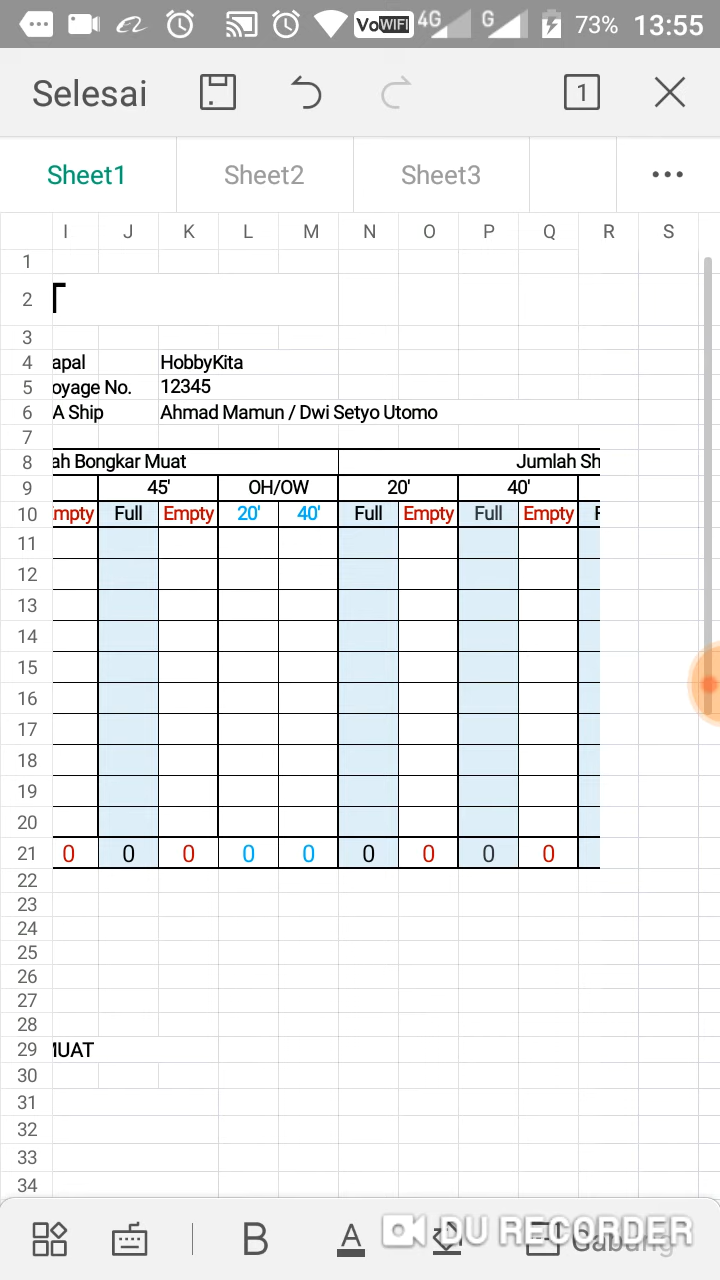 VoWIFI 4G G 73% 13:55
Selesai 1
Sheet1 Sheet2 Sheet3
I J K L M N O P Q R S
1
2 T
3
4 apal HobbyKita
5 oyage No. 12345
6 A Ship Ahmad Mamun / Dwi Setyo Utomo
7
8 ah Bongkar Muat Jumlah Sh
9 45' OH/OW 20' 40'
10 mpty Full Empty 20' 40' Full Empty Full Empty F
11
12
13
14
15
16
17
18
19
20
21 0 0 0 0 0 0 0 0 0
22
23
24
25
26
27
28
29 MUAT
30
31
32
33
34
B A Gabung
DU RECORDER